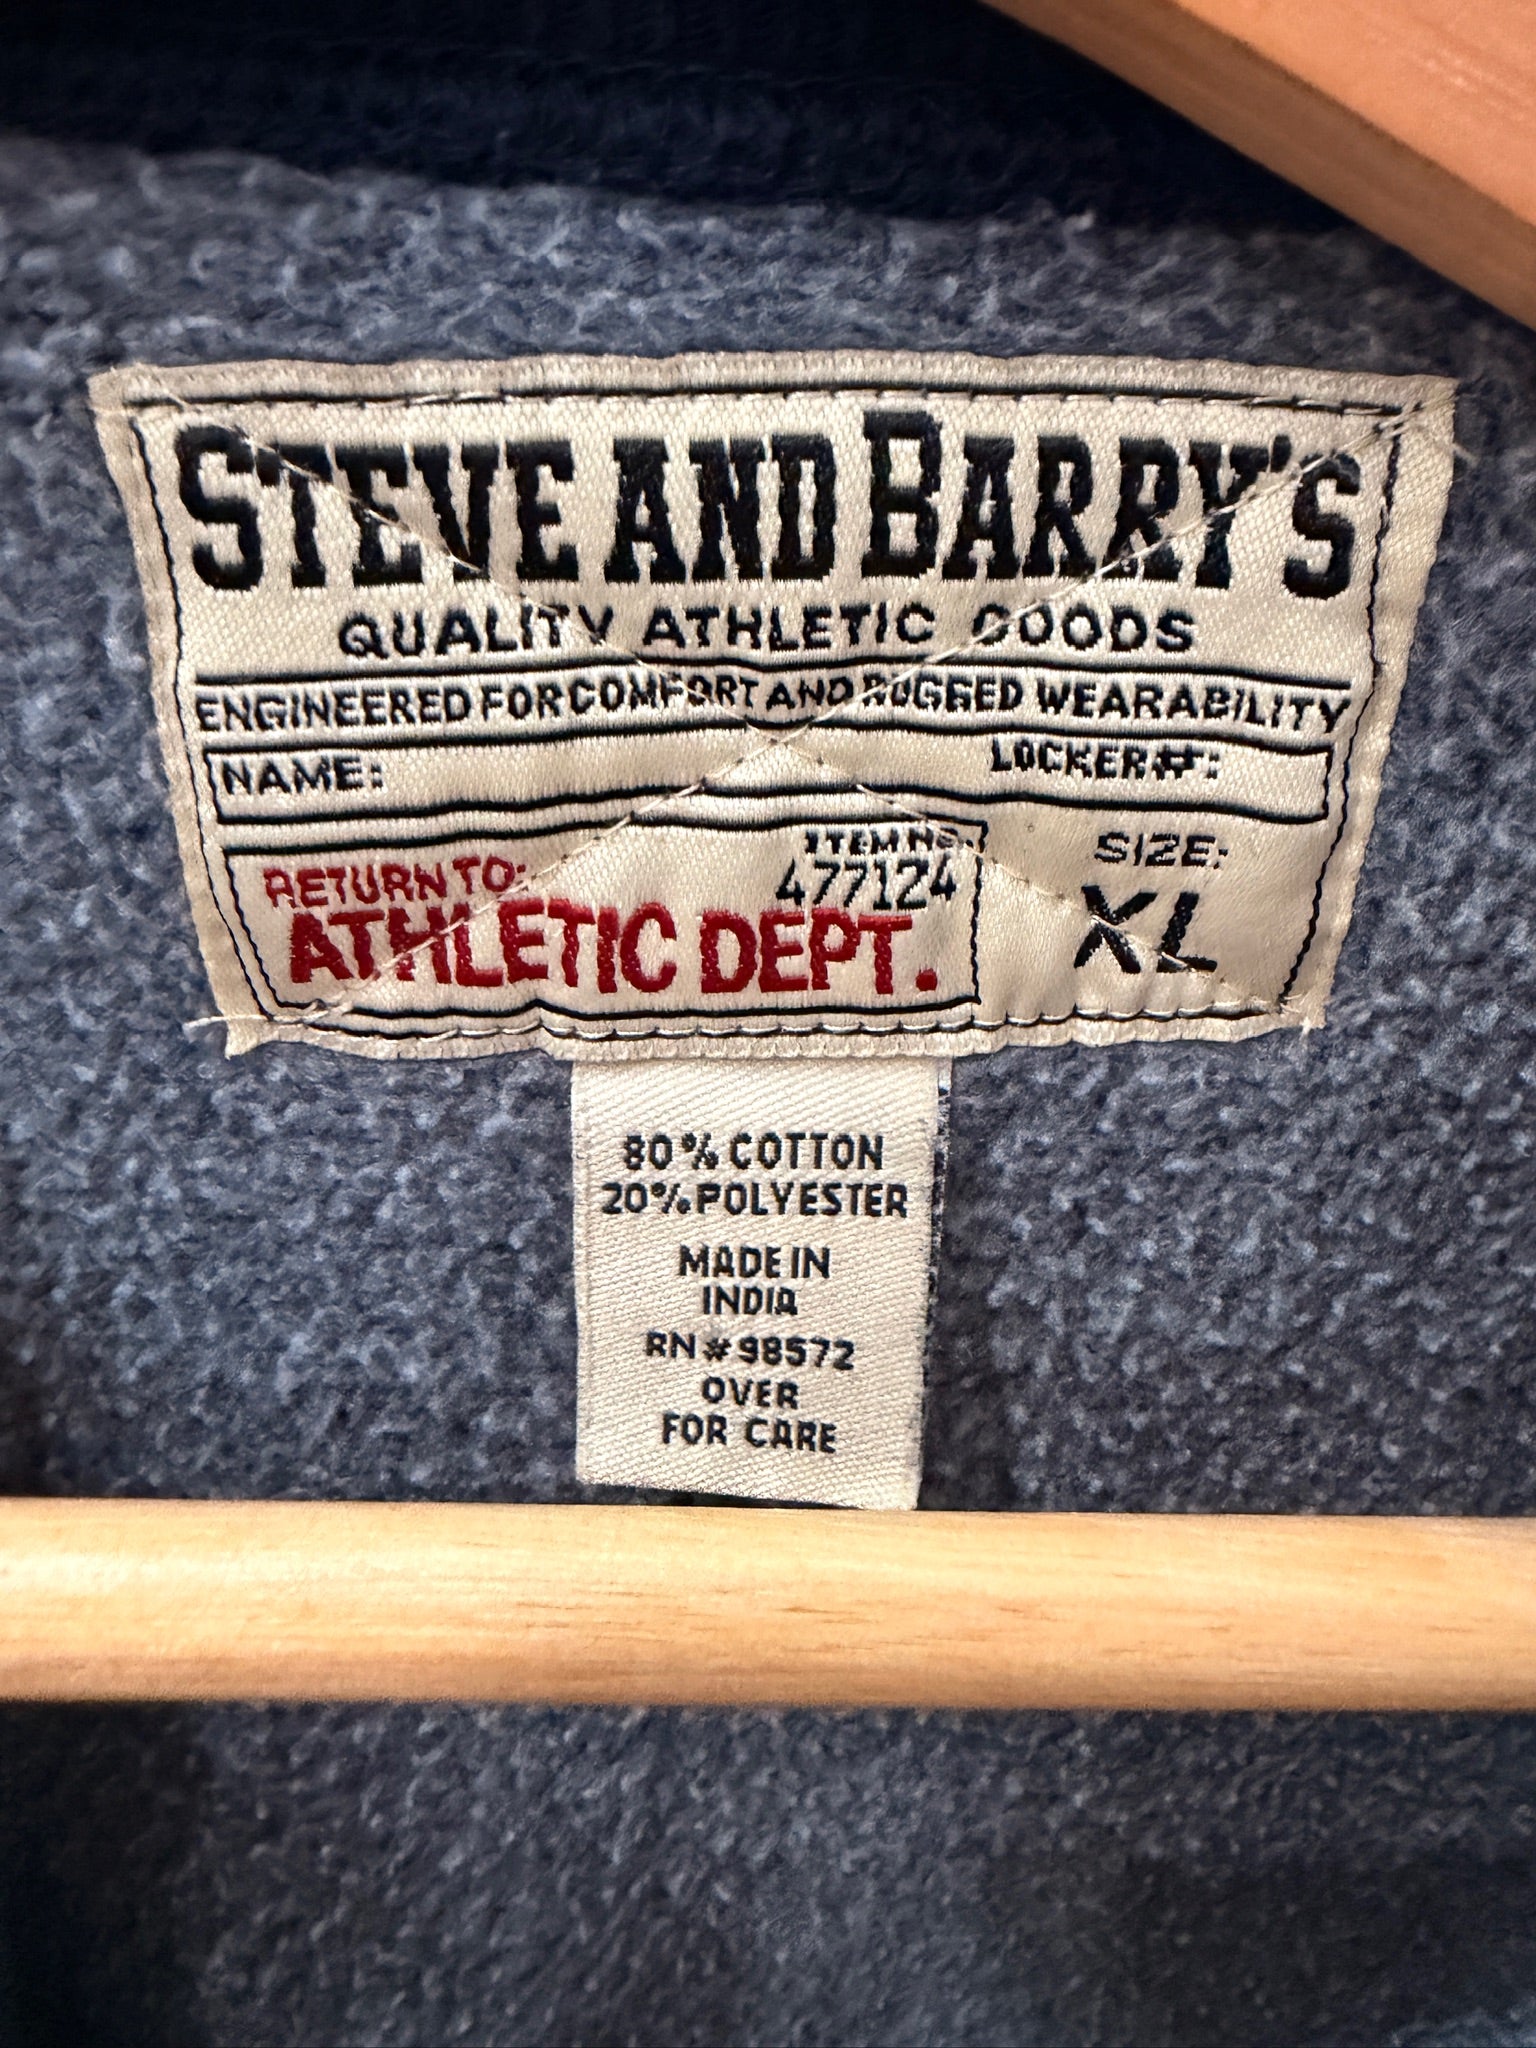 STEVE AND BARRY'S
QUALITY ATHLETIC GOODS
ENGINEERED FOR COMFORT AND RUGGED WEARABILITY
NAME: LOCKER#:
RETURN TO:
ATHLETIC DEPT.
ITEM NO.
477124
SIZE:
XL
80% COTTON
20% POLYESTER
MADE IN
INDIA
RN#98572
OVER
FOR CARE